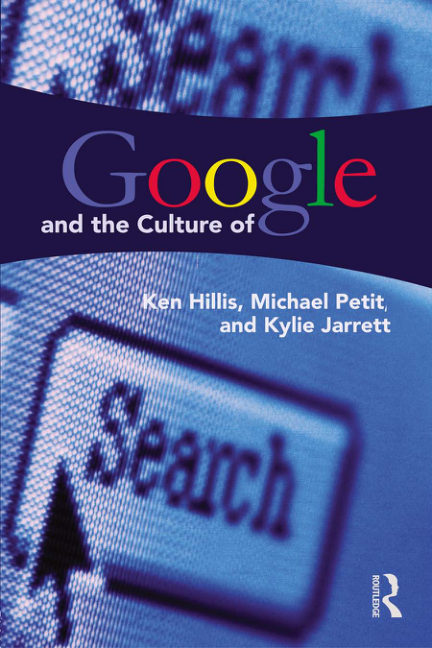 Search
Google
and the Culture of
Ken Hillis, Michael Petit,
and Kylie Jarrett
Search
ROUTLEDGE